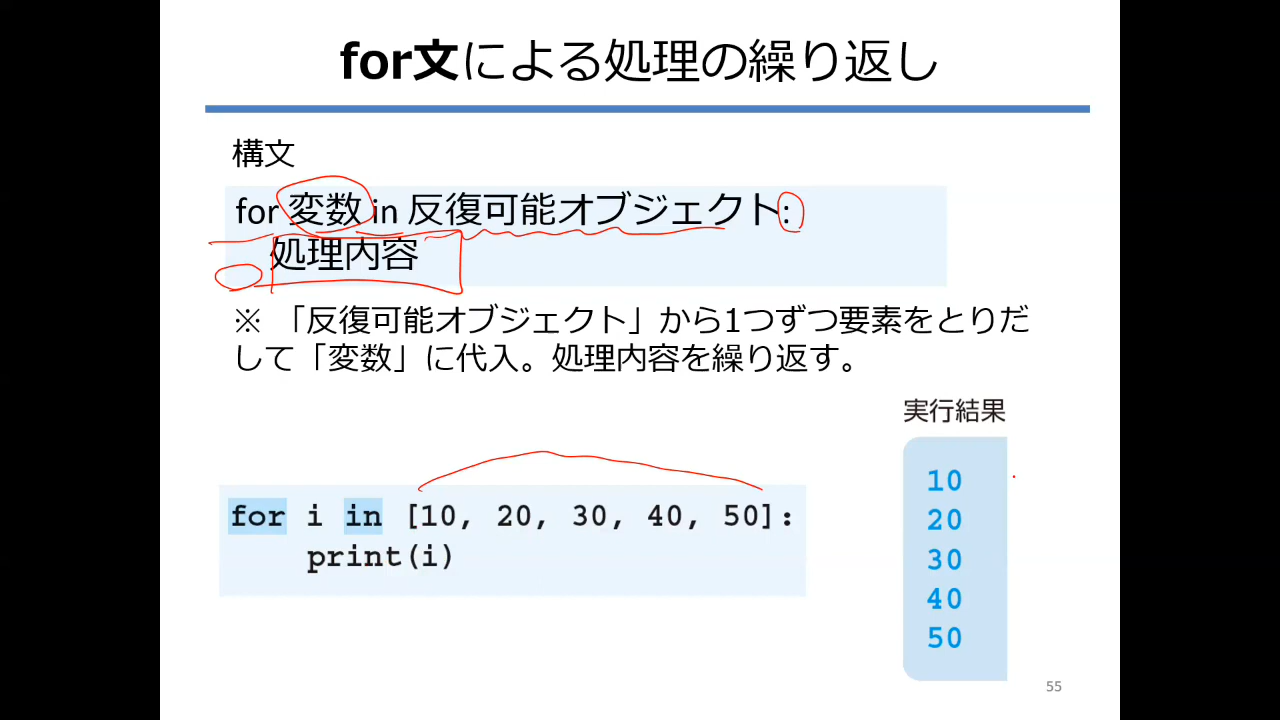 for文による処理の繰り返し
構文
for 変数 in 反復可能オブジェクト:
処理内容
※ 「反復可能オブジェクト」から1つずつ要素をとりだ
して「変数」に代入。処理内容を繰り返す。
for i in [10, 20, 30, 40, 50]:
print(i)
実行結果
10
20
30
40
50
55